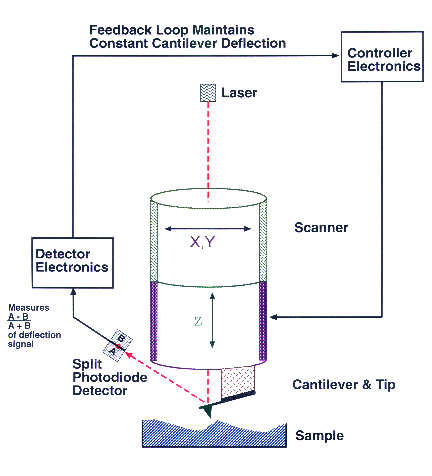 Feedback Loop Maintains
Constant Cantilever Deflection
Controller
Electronics
Laser
X,Y
Scanner
Detector
Electronics
Z
Measures
A - B
A + B
of deflection
signal
B
A
Split
Photodiode
Detector
Cantilever & Tip
Sample